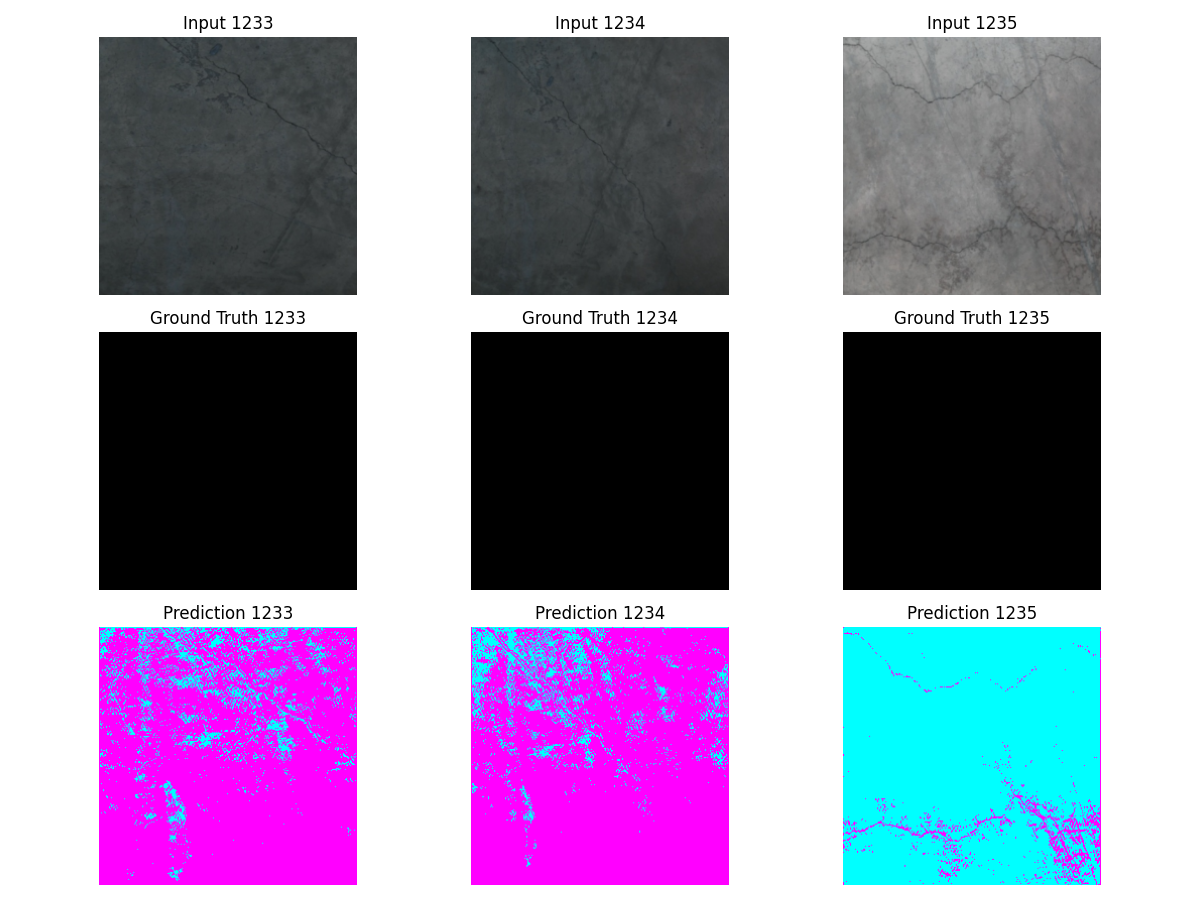 Input 1233
Input 1234
Input 1235
Ground Truth 1233
Ground Truth 1234
Ground Truth 1235
Prediction 1233
Prediction 1234
Prediction 1235